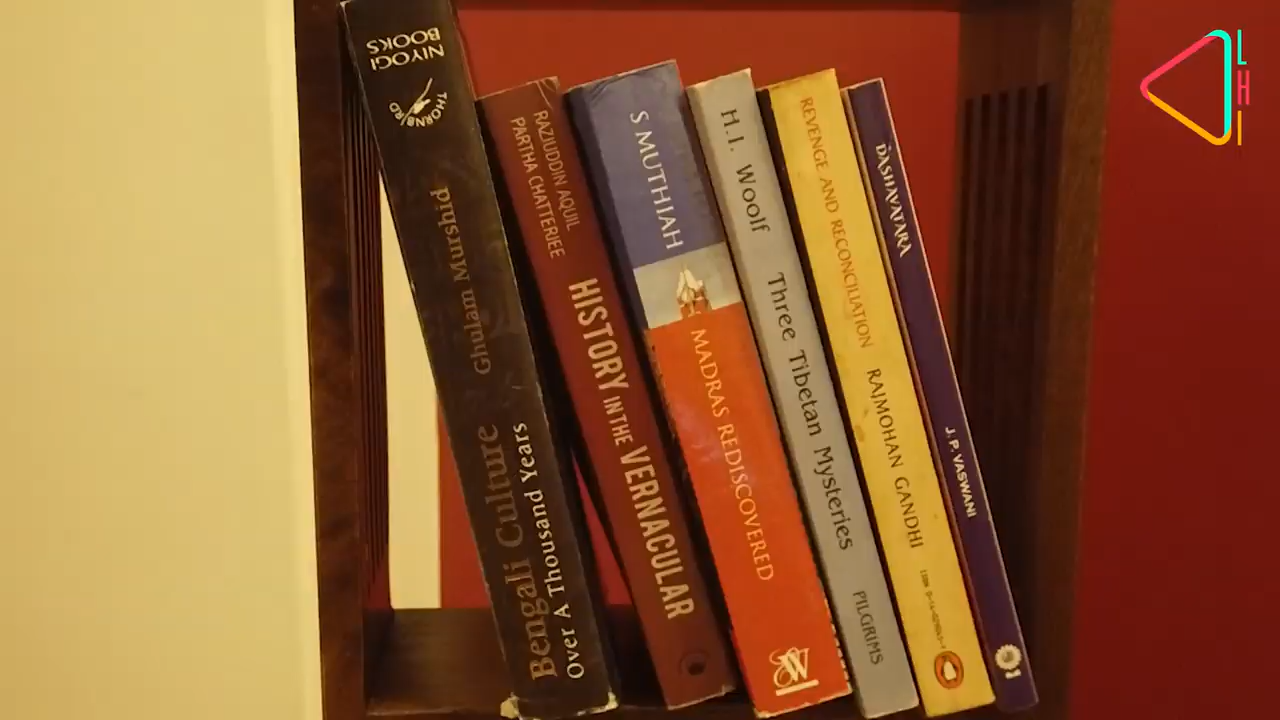 NIYOGI
BOOKS
THORNBIRD
Ghulam Murshid
Bengali Culture
Over A Thousand Years
RAZIUDDIN AQUIL
PARTHA CHATTERJEE
HISTORY IN THE VERNACULAR
S MUTHIAH
MADRAS REDISCOVERED
W
H.I. Woolf
Three Tibetan Mysteries
PILGRIMS
REVENGE AND RECONCILIATION
RAJMOHAN GANDHI
DASHAVATARA
J. P. VASWANI
LHI